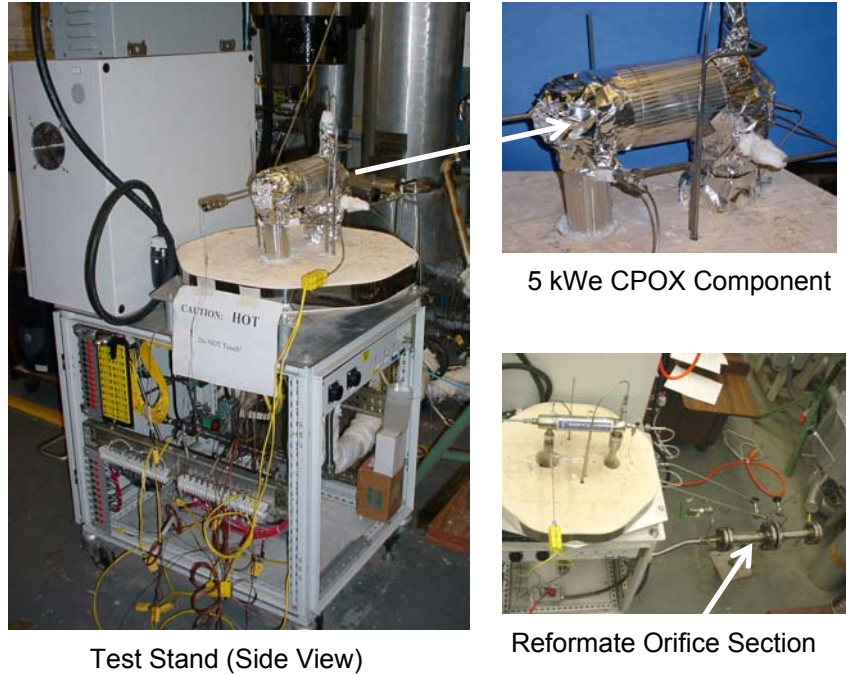 CAUTION: HOT
Do NOT Touch!
5 kWe CPOX Component
Reformate Orifice Section
Test Stand (Side View)